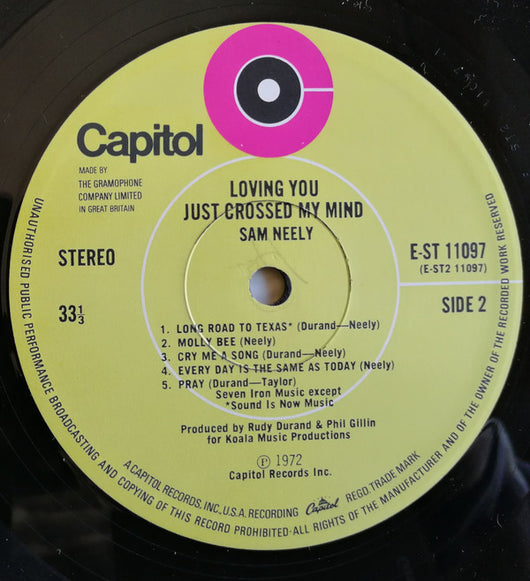 Capitol
MADE BY
THE GRAMOPHONE
COMPANY LIMITED
IN GREAT BRITAIN
LOVING YOU
JUST CROSSED MY MIND
SAM NEELY
STEREO
E-ST 11097
(E-ST2 11097)
33⅓
SIDE 2
1. LONG ROAD TO TEXAS* (Durand—Neely)
2. MOLLY BEE (Neely)
3. CRY ME A SONG (Durand—Neely)
4. EVERY DAY IS THE SAME AS TODAY (Neely)
5. PRAY (Durand—Taylor)
Seven Iron Music except
*Sound Is Now Music
Produced by Rudy Durand & Phil Gillin
for Koala Music Productions
Ⓟ 1972
Capitol Records Inc.
A CAPITOL RECORDS, INC., U.S.A. RECORDING Capitol REGD. TRADE MARK
UNAUTHORISED PUBLIC PERFORMANCE BROADCASTING AND COPYING OF THIS RECORD PROHIBITED·ALL RIGHTS OF THE MANUFACTURER AND OF THE OWNER OF THE RECORDED WORK RESERVED